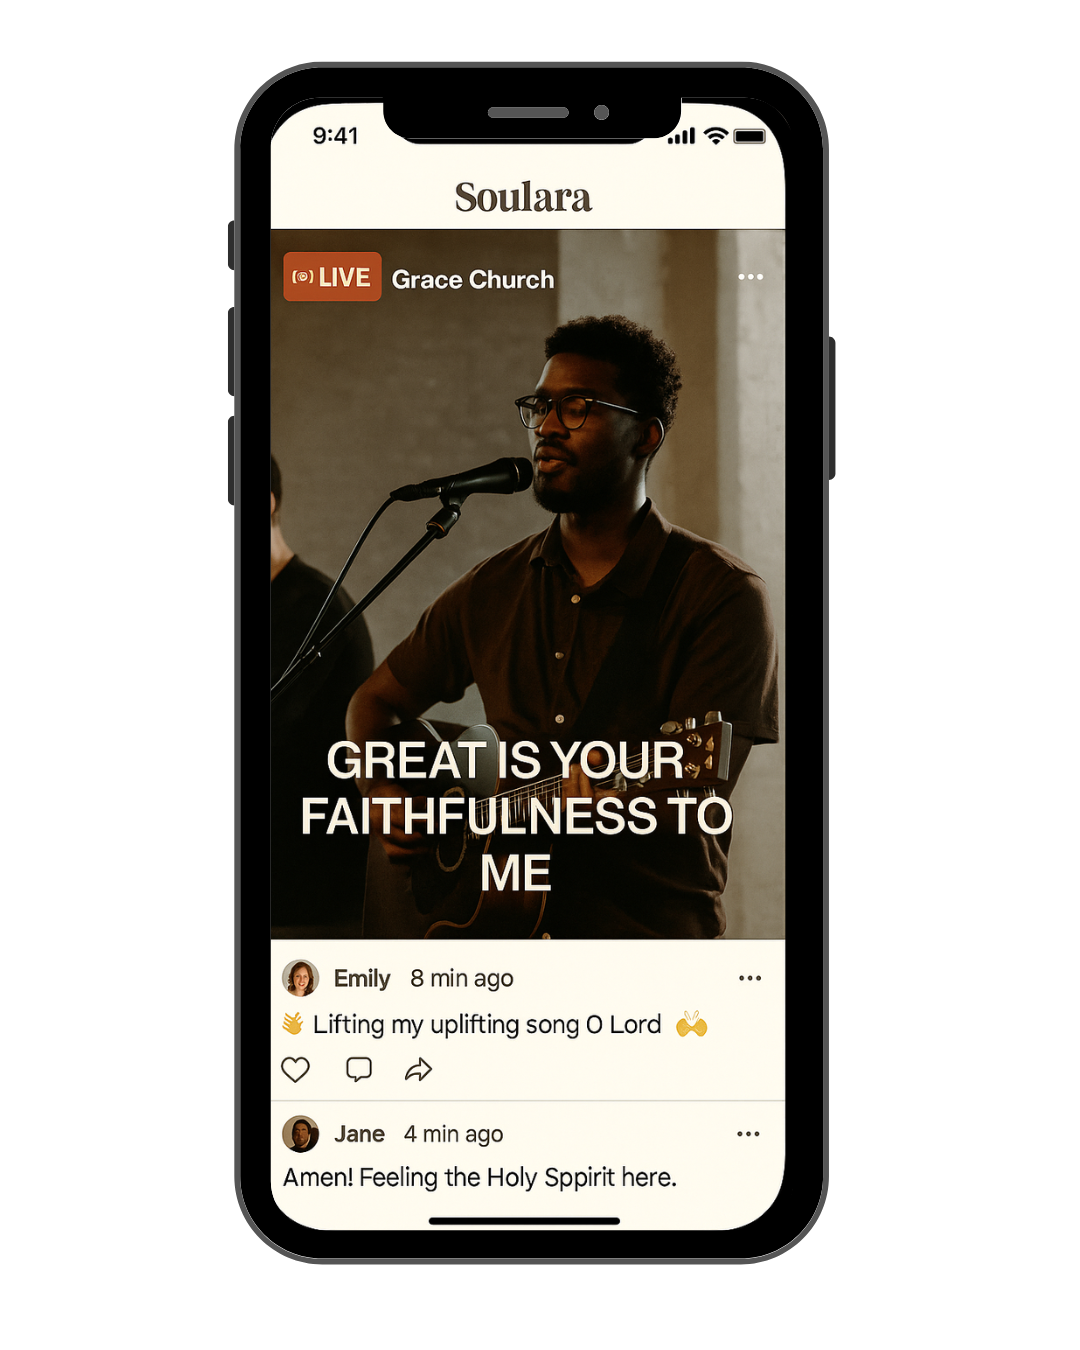 9:41
Soulara
LIVE Grace Church
GREAT IS YOUR
FAITHFULNESS TO
ME
Emily 8 min ago
👋 Lifting my uplifting song O Lord 🙌
Jane 4 min ago
Amen! Feeling the Holy Sppirit here.